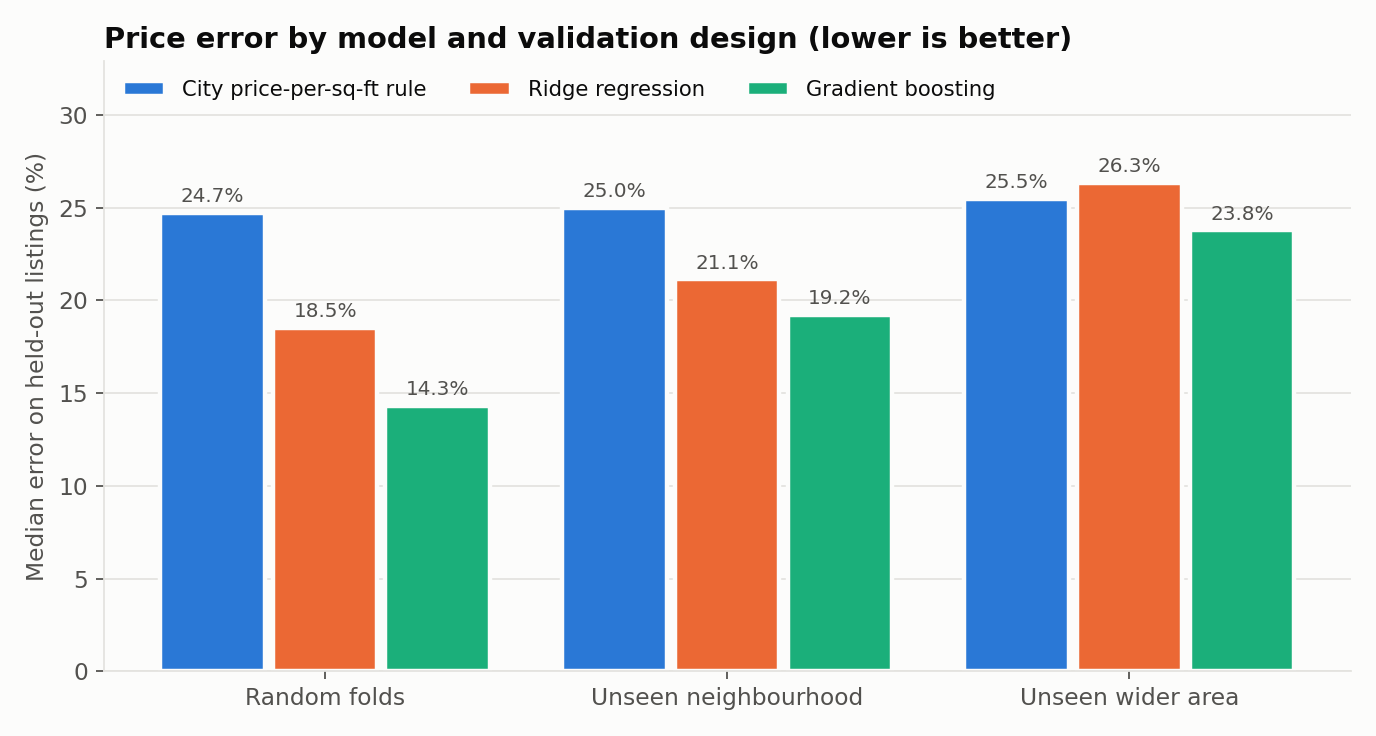 Price error by model and validation design (lower is better)
City price-per-sq-ft rule
Ridge regression
Gradient boosting
Median error on held-out listings (%)
30
25
20
15
10
5
0
24.7%
18.5%
14.3%
25.0%
21.1%
19.2%
25.5%
26.3%
23.8%
Random folds
Unseen neighbourhood
Unseen wider area